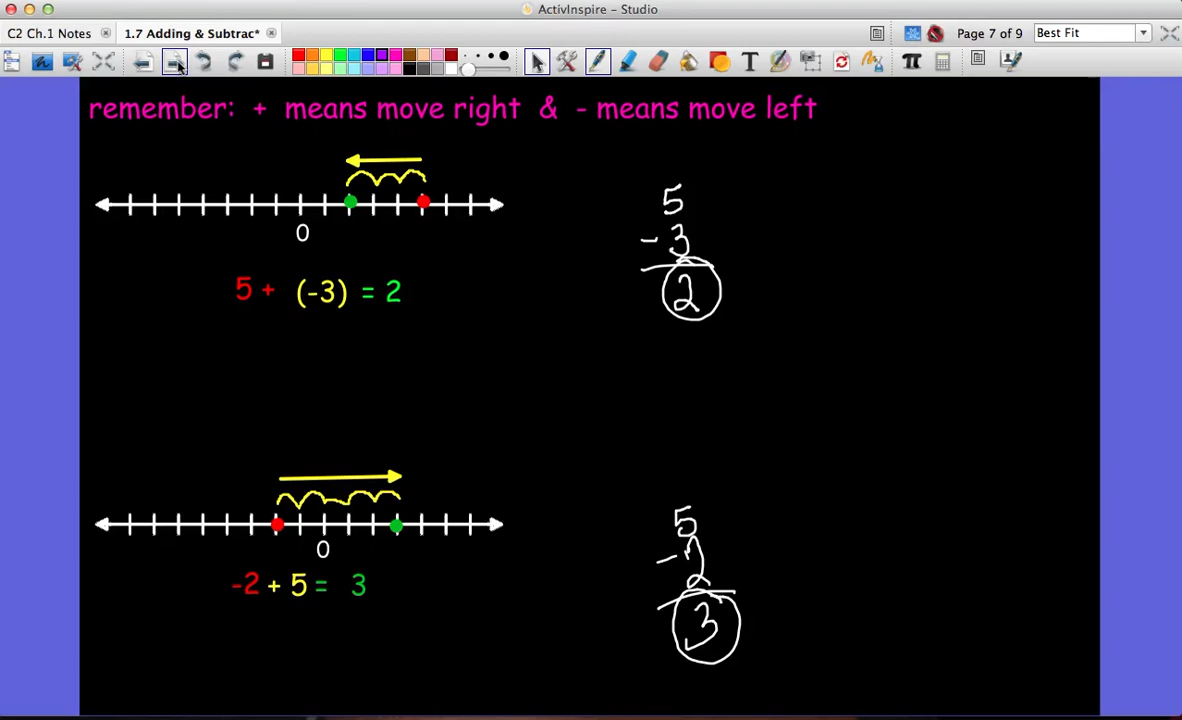 ActivInspire - Studio
C2 Ch.1 Notes
1.7 Adding & Subtrac*
Page 7 of 9
Best Fit
remember: + means move right & - means move left
0
5 + (-3) = 2
5
- 3
2
0
-2 + 5 = 3
5
- 2
3